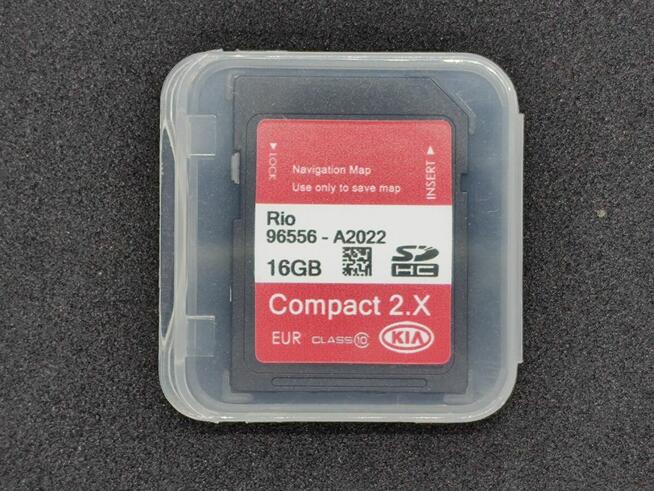 ▼ LOCK
Navigation Map
Use only to save map
INSERT ▶
Rio
96556 - A2022
16GB
SD
HC
Compact 2.X
EUR CLASS 10 KIA